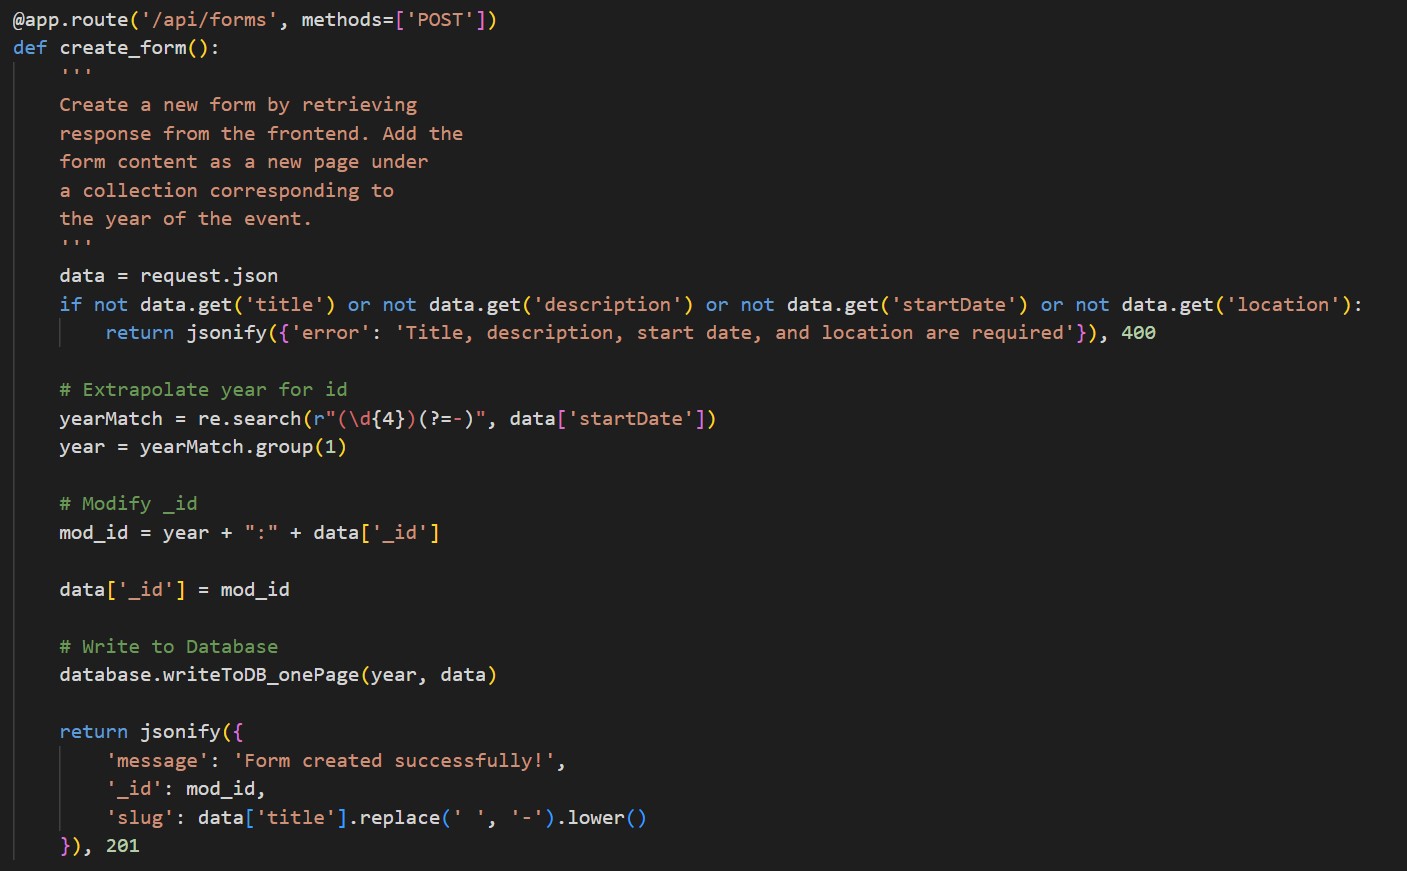 @app.route('/api/forms', methods=['POST'])
def create_form():
    '''
    Create a new form by retrieving
    response from the frontend. Add the
    form content as a new page under
    a collection corresponding to
    the year of the event.
    '''
    data = request.json
    if not data.get('title') or not data.get('description') or not data.get('startDate') or not data.get('location'):
        return jsonify({'error': 'Title, description, start date, and location are required'}), 400
    # Extrapolate year for id
    yearMatch = re.search(r"(\d{4})(?=-)", data['startDate'])
    year = yearMatch.group(1)
    # Modify _id
    mod_id = year + ":" + data['_id']
    data['_id'] = mod_id
    # Write to Database
    database.writeToDB_onePage(year, data)
    return jsonify({
        'message': 'Form created successfully!',
        '_id': mod_id,
        'slug': data['title'].replace(' ', '-').lower()
    }), 201